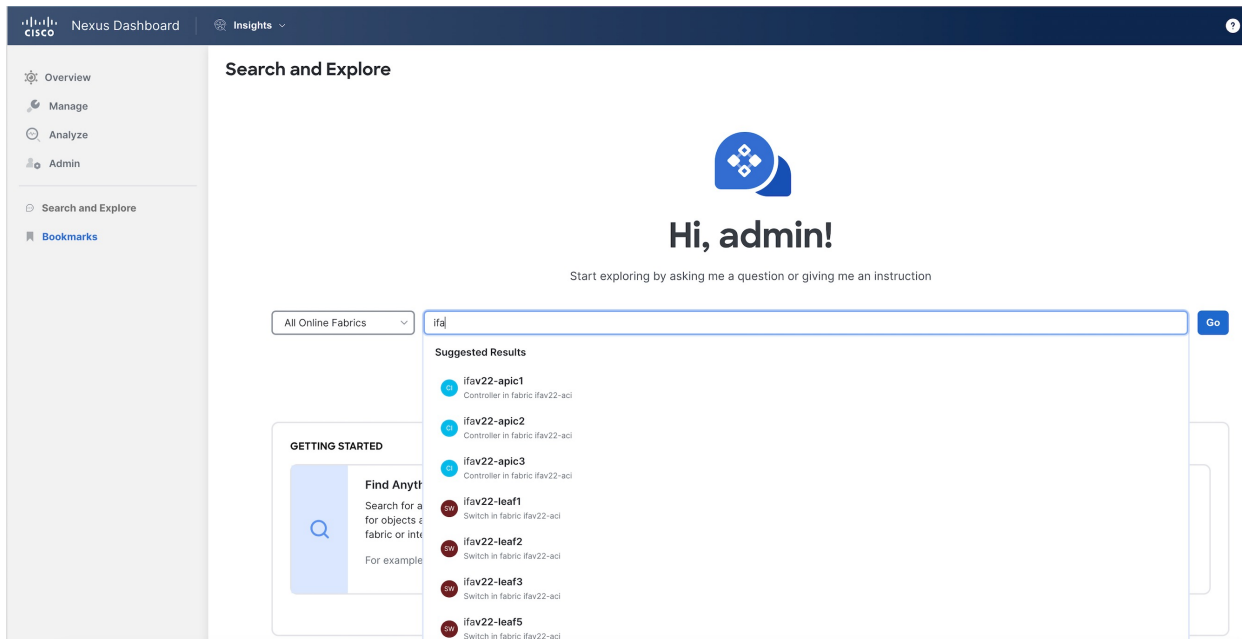 CISCO Nexus Dashboard Insights ?
Overview
Manage
Analyze
Admin
Search and Explore
Bookmarks
Search and Explore
Hi, admin!
Start exploring by asking me a question or giving me an instruction
All Online Fabrics ifa Go
Suggested Results
CI ifav22-apic1
Controller in fabric ifav22-aci
CI ifav22-apic2
Controller in fabric ifav22-aci
CI ifav22-apic3
Controller in fabric ifav22-aci
SW ifav22-leaf1
Switch in fabric ifav22-aci
SW ifav22-leaf2
Switch in fabric ifav22-aci
SW ifav22-leaf3
Switch in fabric ifav22-aci
SW ifav22-leaf5
Switch in fabric ifav22-aci
GETTING STARTED
Find Anyth
Search for a
for objects a
fabric or inte
For example